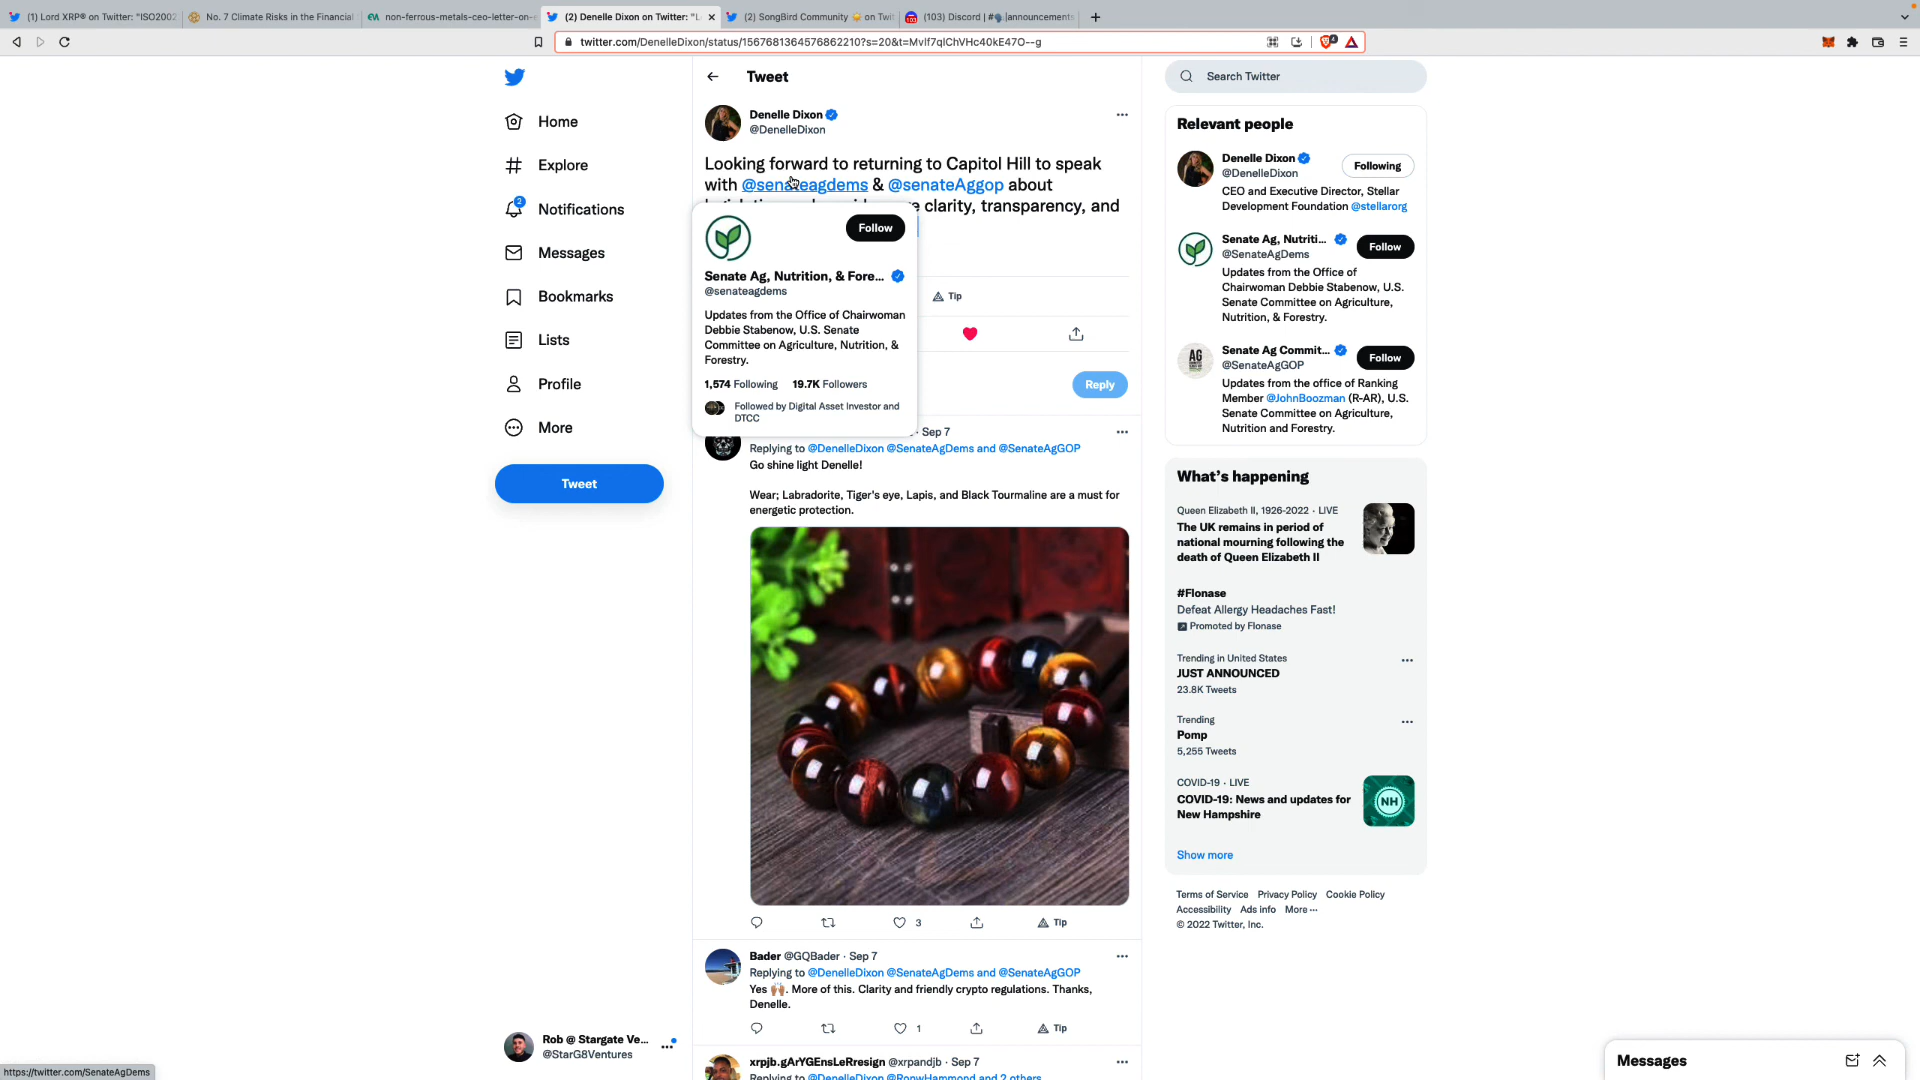 (1) Lord XRP® on Twitter: "ISO2002
No. 7 Climate Risks in the Financial
non-ferrous-metals-ceo-letter-on-e
(2) Denelle Dixon on Twitter: "L
(2) SongBird Community on Twit
(103) Discord | #|announcements
twitter.com/DenelleDixon/status/1567681364576862210?s=20&t=Mvlf7qlChVHc40kE47O--g
Home
Explore
2
Notifications
Messages
Bookmarks
Lists
Profile
More
Tweet
Rob @ Stargate Ve...
@StarG8Ventures
https://twitter.com/SenateAgDems
Tweet
Denelle Dixon
@DenelleDixon
Looking forward to returning to Capitol Hill to speak
with @senateagdems & @senateAggop about
clarity, transparency, and
Follow
Senate Ag, Nutrition, & Fore...
@senateagdems
Updates from the Office of Chairwoman
Debbie Stabenow, U.S. Senate
Committee on Agriculture, Nutrition, &
Forestry.
1,574 Following 19.7K Followers
Followed by Digital Asset Investor and
DTCC
Tip
Reply
· Sep 7
Replying to @DenelleDixon @SenateAgDems and @SenateAgGOP
Go shine light Denelle!
Wear; Labradorite, Tiger's eye, Lapis, and Black Tourmaline are a must for
energetic protection.
3
Tip
Bader @GQBader · Sep 7
Replying to @DenelleDixon @SenateAgDems and @SenateAgGOP
Yes 🙌🏽. More of this. Clarity and friendly crypto regulations. Thanks,
Denelle.
1
Tip
xrpjb.gArYGEnsLeRresign @xrpandjb · Sep 7
Replying to @DenelleDixon @RonwHammond and 2 others
Search Twitter
Relevant people
Denelle Dixon
@DenelleDixon
Following
CEO and Executive Director, Stellar
Development Foundation @stellarorg
Senate Ag, Nutriti...
@SenateAgDems
Follow
Updates from the Office of
Chairwoman Debbie Stabenow, U.S.
Senate Committee on Agriculture,
Nutrition, & Forestry.
Senate Ag Commit...
@SenateAgGOP
Follow
Updates from the office of Ranking
Member @JohnBoozman (R-AR), U.S.
Senate Committee on Agriculture,
Nutrition and Forestry.
What's happening
Queen Elizabeth II, 1926-2022 · LIVE
The UK remains in period of
national mourning following the
death of Queen Elizabeth II
#Flonase
Defeat Allergy Headaches Fast!
Promoted by Flonase
Trending in United States
JUST ANNOUNCED
23.8K Tweets
Trending
Pomp
5,255 Tweets
COVID-19 · LIVE
COVID-19: News and updates for
New Hampshire
NH
Show more
Terms of Service Privacy Policy Cookie Policy
Accessibility Ads info More ···
© 2022 Twitter, Inc.
Messages